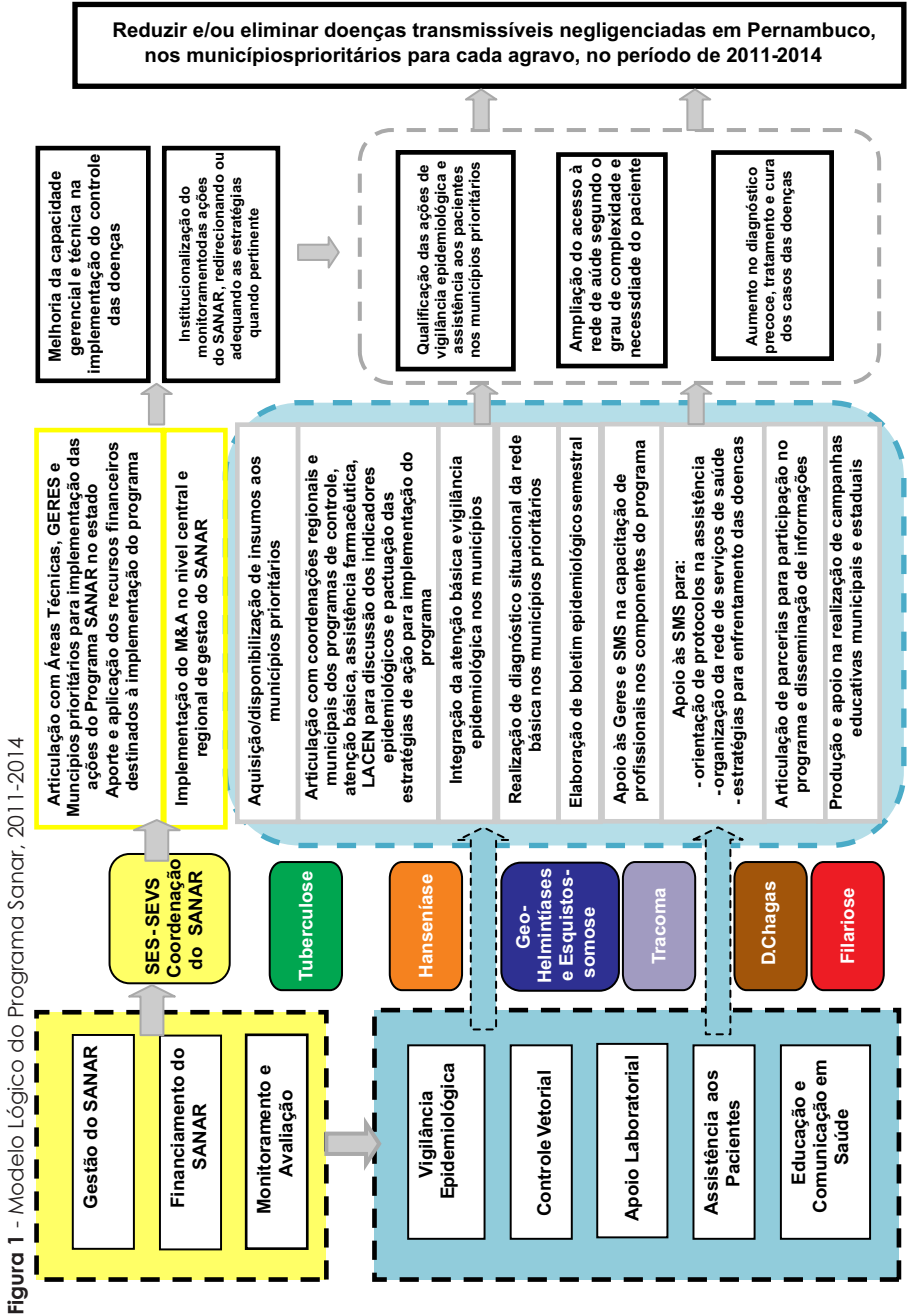 Figura 1 - Modelo Lógico do Programa Sanar, 2011-2014
Gestão do SANAR
Financiamento do
SANAR
Monitoramento e
Avaliação
Vigilância
Epidemiológica
Controle Vetorial
Apoio Laboratorial
Assistência aos
Pacientes
Educação e
Comunicação em
Saúde
SES-SEVS
Coordenação
do SANAR
Tuberculose
Hanseníase
Geo-
Helmintíases
e Esquistos-
somose
Tracoma
D.Chagas
Filariose
Articulação com Áreas Técnicas, GERES e
Municípios prioritários para implementação das
ações do Programa SANAR no estado
Aporte e aplicação dos recursos financeiros
destinados à implementação do programa
Implementação do M&A no nível central e
regional de gestao do SANAR
Aquisição/disponibilização de insumos aos
municípios prioritários
Articulação com coordenações regionais e
municipais dos programas de controle,
atenção básica, assistência farmacêutica,
LACEN para discussão dos indicadores
epidemiológicos e pactuação das
estratégias de ação para implementação do
programa
Integração da atenção básica e vigilância
epidemiológica nos municípios
Realização de diagnóstico situacional da rede
básica nos municípios prioritários
Elaboração de boletim epidemiológico semestral
Apoio às Geres e SMS na capacitação de
profissionais nos componentes do programa
Apoio às SMS para:
- orientação de protocolos na assistência
-organização da rede de serviços de saúde
-estratégias para enfrentamento das doencas
Articulação de parcerias para participação no
programa e disseminação de informações
Produção e apoio na realização de campanhas
educativas municipais e estaduais
Melhoria da capacidade
gerencial e técnica na
implementação do controle
das doenças
Institucionalização do
monitoramentodas ações
do SANAR, redirecionando ou
adequando as estratégias
quando pertinente
Qualificação das ações de
vigilância epidemiológica e
assistência aos pacientes
nos municípios prioritários
Ampliação do acesso à
rede de saúde segundo o
grau de complexidade e
necessdiade do paciente
Aumento no diagnóstico
precoce, tratamento e cura
dos casos das doenças
Reduzir e/ou eliminar doenças transmissíveis negligenciadas em Pernambuco,
nos municípiosprioritários para cada agravo, no período de 2011-2014